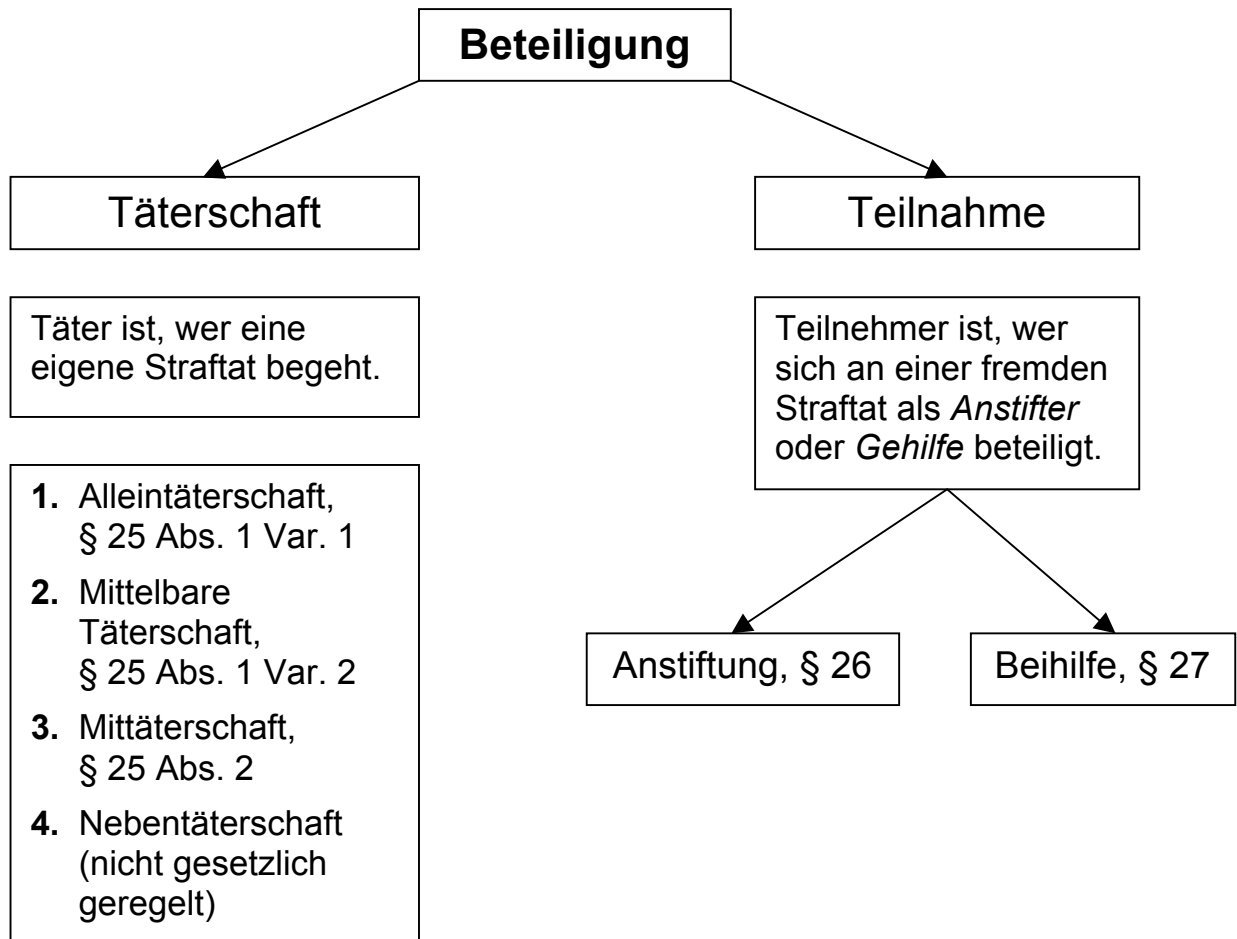 Beteiligung
Täterschaft
Täter ist, wer eine
eigene Straftat begeht.
1. Alleintäterschaft,
§ 25 Abs. 1 Var. 1
2. Mittelbare
Täterschaft,
§ 25 Abs. 1 Var. 2
3. Mittäterschaft,
§ 25 Abs. 2
4. Nebentäterschaft
(nicht gesetzlich
geregelt)
Teilnahme
Teilnehmer ist, wer
sich an einer fremden
Straftat als Anstifter
oder Gehilfe beteiligt.
Anstiftung, § 26
Beihilfe, § 27